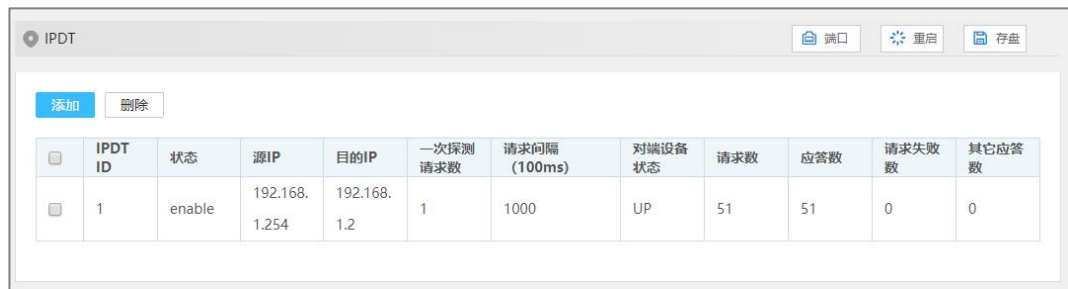 IPDT
端口 重启 存盘
添加 删除
IPDT ID 状态 源IP 目的IP 一次探测请求数 请求间隔（100ms） 对端设备状态 请求数 应答数 请求失败数 其它应答数
1 enable 192.168.1.254 192.168.1.2 1 1000 UP 51 51 0 0